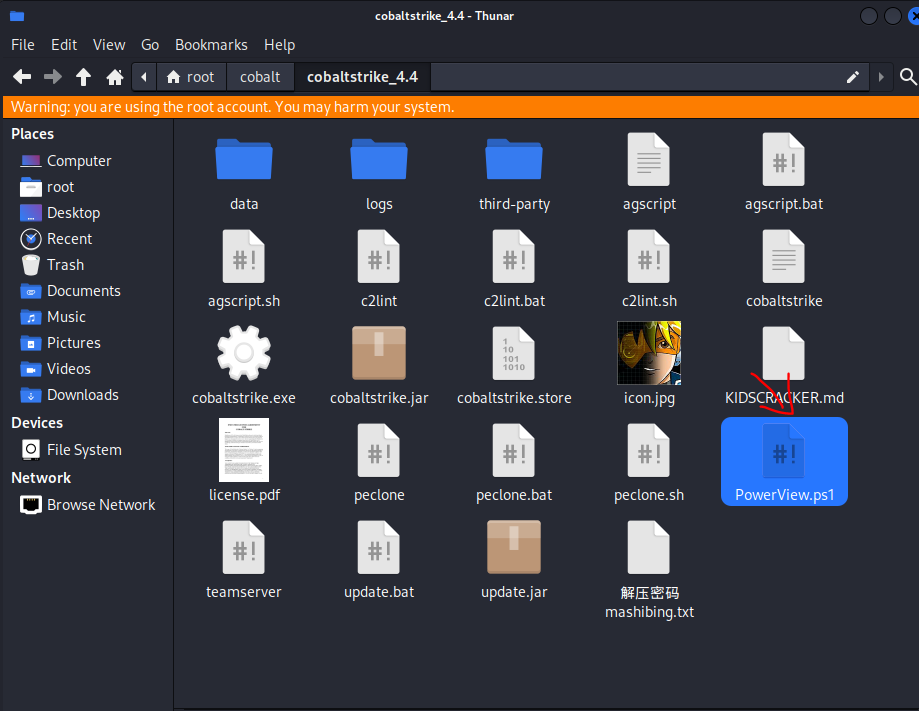 cobaltstrike_4.4 - Thunar
File Edit View Go Bookmarks Help
root cobalt cobaltstrike_4.4
Warning: you are using the root account. You may harm your system.
Places
Computer
root
Desktop
Recent
Trash
Documents
Music
Pictures
Videos
Downloads
Devices
File System
Network
Browse Network
data logs third-party agscript agscript.bat
agscript.sh c2lint c2lint.bat c2lint.sh cobaltstrike
cobaltstrike.exe cobaltstrike.jar cobaltstrike.store icon.jpg KIDSCRACKER.md
license.pdf peclone peclone.bat peclone.sh PowerView.ps1
teamserver update.bat update.jar 解压密码
mashibing.txt